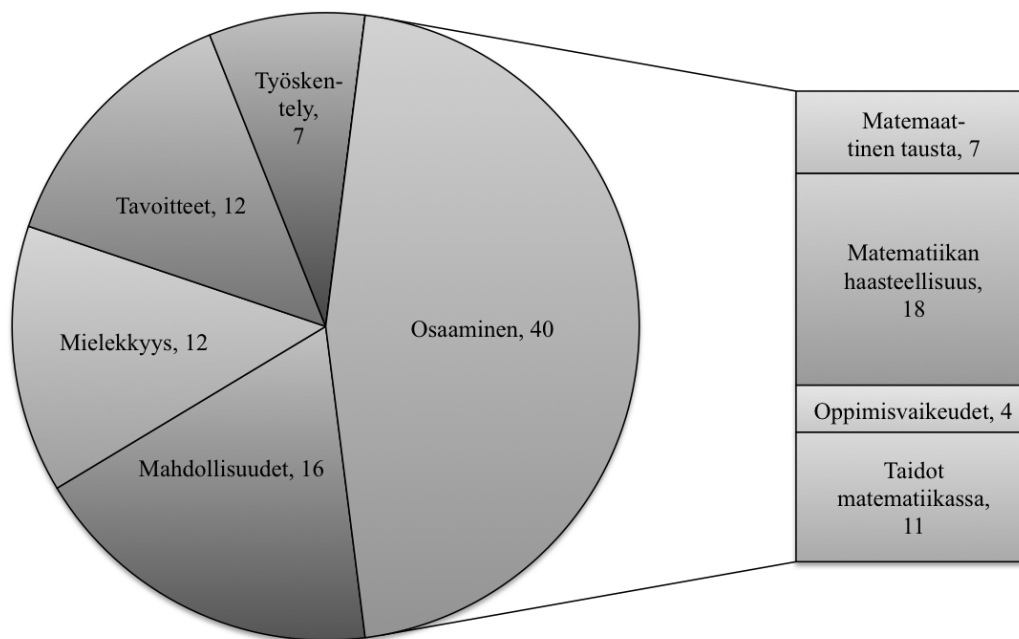 Työsken-
tely,
7
Tavoitteet, 12
Mielekkyys, 12
Mahdollisuudet, 16
Osaaminen, 40
Matemaat-
tinen tausta, 7
Matematiikan
haasteellisuus,
18
Oppimisvaikeudet, 4
Taidot
matematiikassa,
11